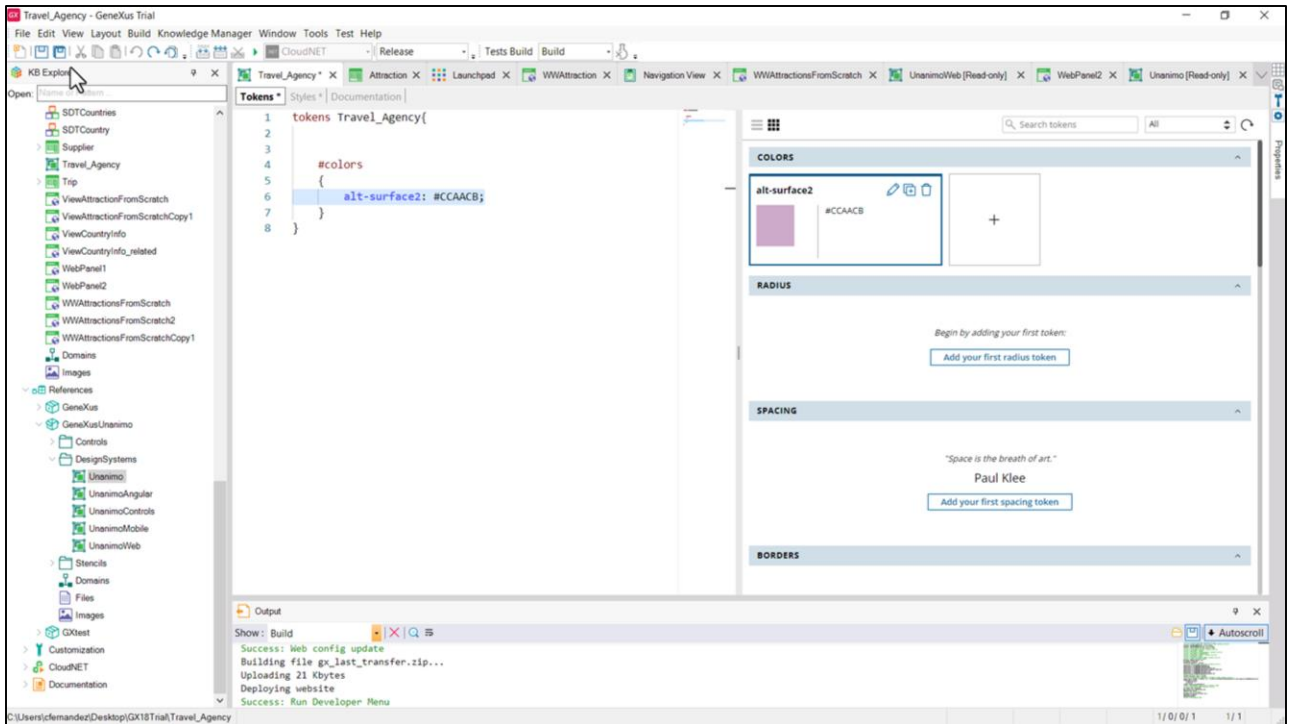 Travel_Agency - GeneXus Trial
File Edit View Layout Build Knowledge Manager Window Tools Test Help
CloudNET Release Tests Build Build
KB Explorer
Travel_Agency* X Attraction X Launchpad X WWAttraction X Navigation View X WWAttractionsFromScratch X UnanimoWeb [Read-only] X WebPanel2 X Unanimo [Read-only] X
Open: Name or Pattern ..
Tokens * Styles * Documentation
SDTCountries
SDTCountry
Supplier
Travel_Agency
Trip
ViewAttractionFromScratch
ViewAttractionFromScratchCopy1
ViewCountryInfo
ViewCountryInfo_related
WebPanel1
WebPanel2
WWAttractionsFromScratch
WWAttractionsFromScratch2
WWAttractionsFromScratchCopy1
Domains
Images
References
GeneXus
GeneXusUnanimo
Controls
DesignSystems
Unanimo
UnanimoAngular
UnanimoControls
UnanimoMobile
UnanimoWeb
Stencils
Domains
Files
Images
GXtest
Customization
CloudNET
Documentation
1 tokens Travel_Agency{
2
3
4 #colors
5 {
6 alt-surface2: #CCAACB;
7 }
8 }
Search tokens All
COLORS
alt-surface2
#CCAACB
+
RADIUS
Begin by adding your first token:
Add your first radius token
SPACING
"Space is the breath of art."
Paul Klee
Add your first spacing token
BORDERS
Properties
Output
Show: Build
Autoscroll
Success: Web config update
Building file gx_last_transfer.zip...
Uploading 21 Kbytes
Deploying website
Success: Run Developer Menu
C:\Users\cfernandez\Desktop\GX18Trial\Travel_Agency
1/0/0/1 1/1